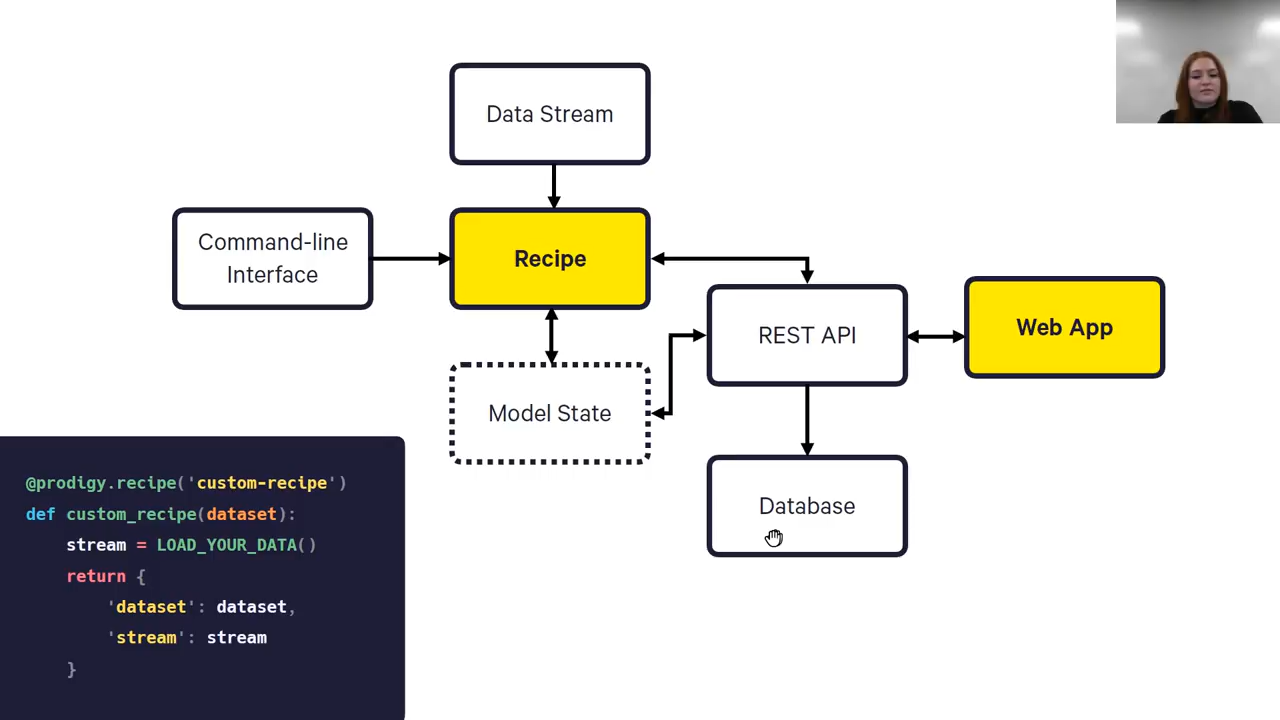 Data Stream
Command-line
Interface
Recipe
REST API
Web App
Model State
Database
@prodigy.recipe('custom-recipe')
def custom_recipe(dataset):
    stream = LOAD_YOUR_DATA()
    return {
        'dataset': dataset,
        'stream': stream
    }